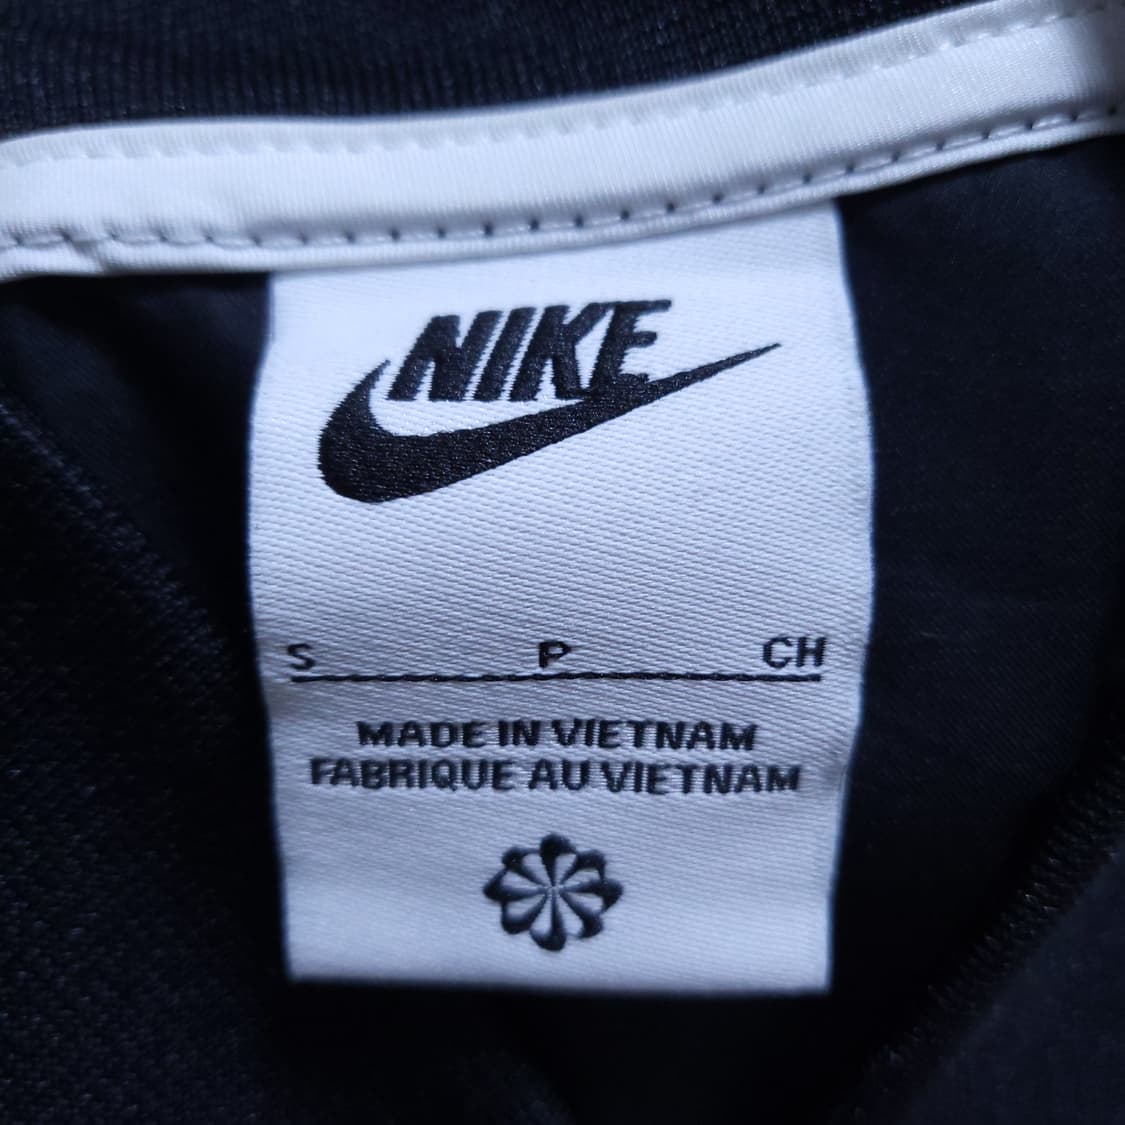 NIKE
S P CH
MADE IN VIETNAM
FABRIQUE AU VIETNAM